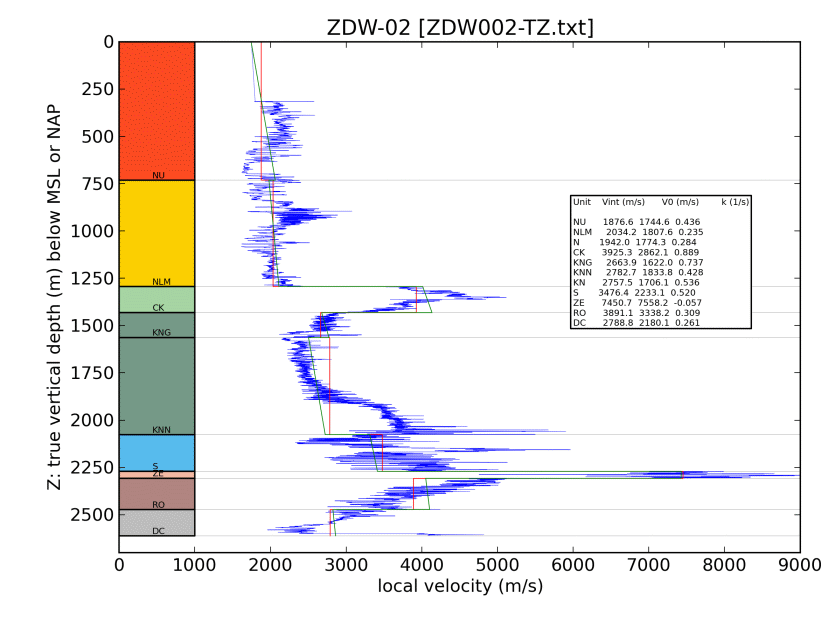 ZDW-02 [ZDW002-TZ.txt]
Z: true vertical depth (m) below MSL or NAP
0
250
500
750
1000
1250
1500
1750
2000
2250
2500
NU
NLM
CK
KNG
KNN
S
ZE
RO
DC
Unit Vint (m/s) V0 (m/s) k (1/s)
NU 1876.6 1744.6 0.436
NLM 2034.2 1807.6 0.235
N 1942.0 1774.3 0.284
CK 3925.3 2862.1 0.889
KNG 2663.9 1622.0 0.737
KNN 2782.7 1833.8 0.428
KN 2757.5 1706.1 0.536
S 3476.4 2233.1 0.520
ZE 7450.7 7558.2 -0.057
RO 3891.1 3338.2 0.309
DC 2788.8 2180.1 0.261
0 1000 2000 3000 4000 5000 6000 7000 8000 9000
local velocity (m/s)